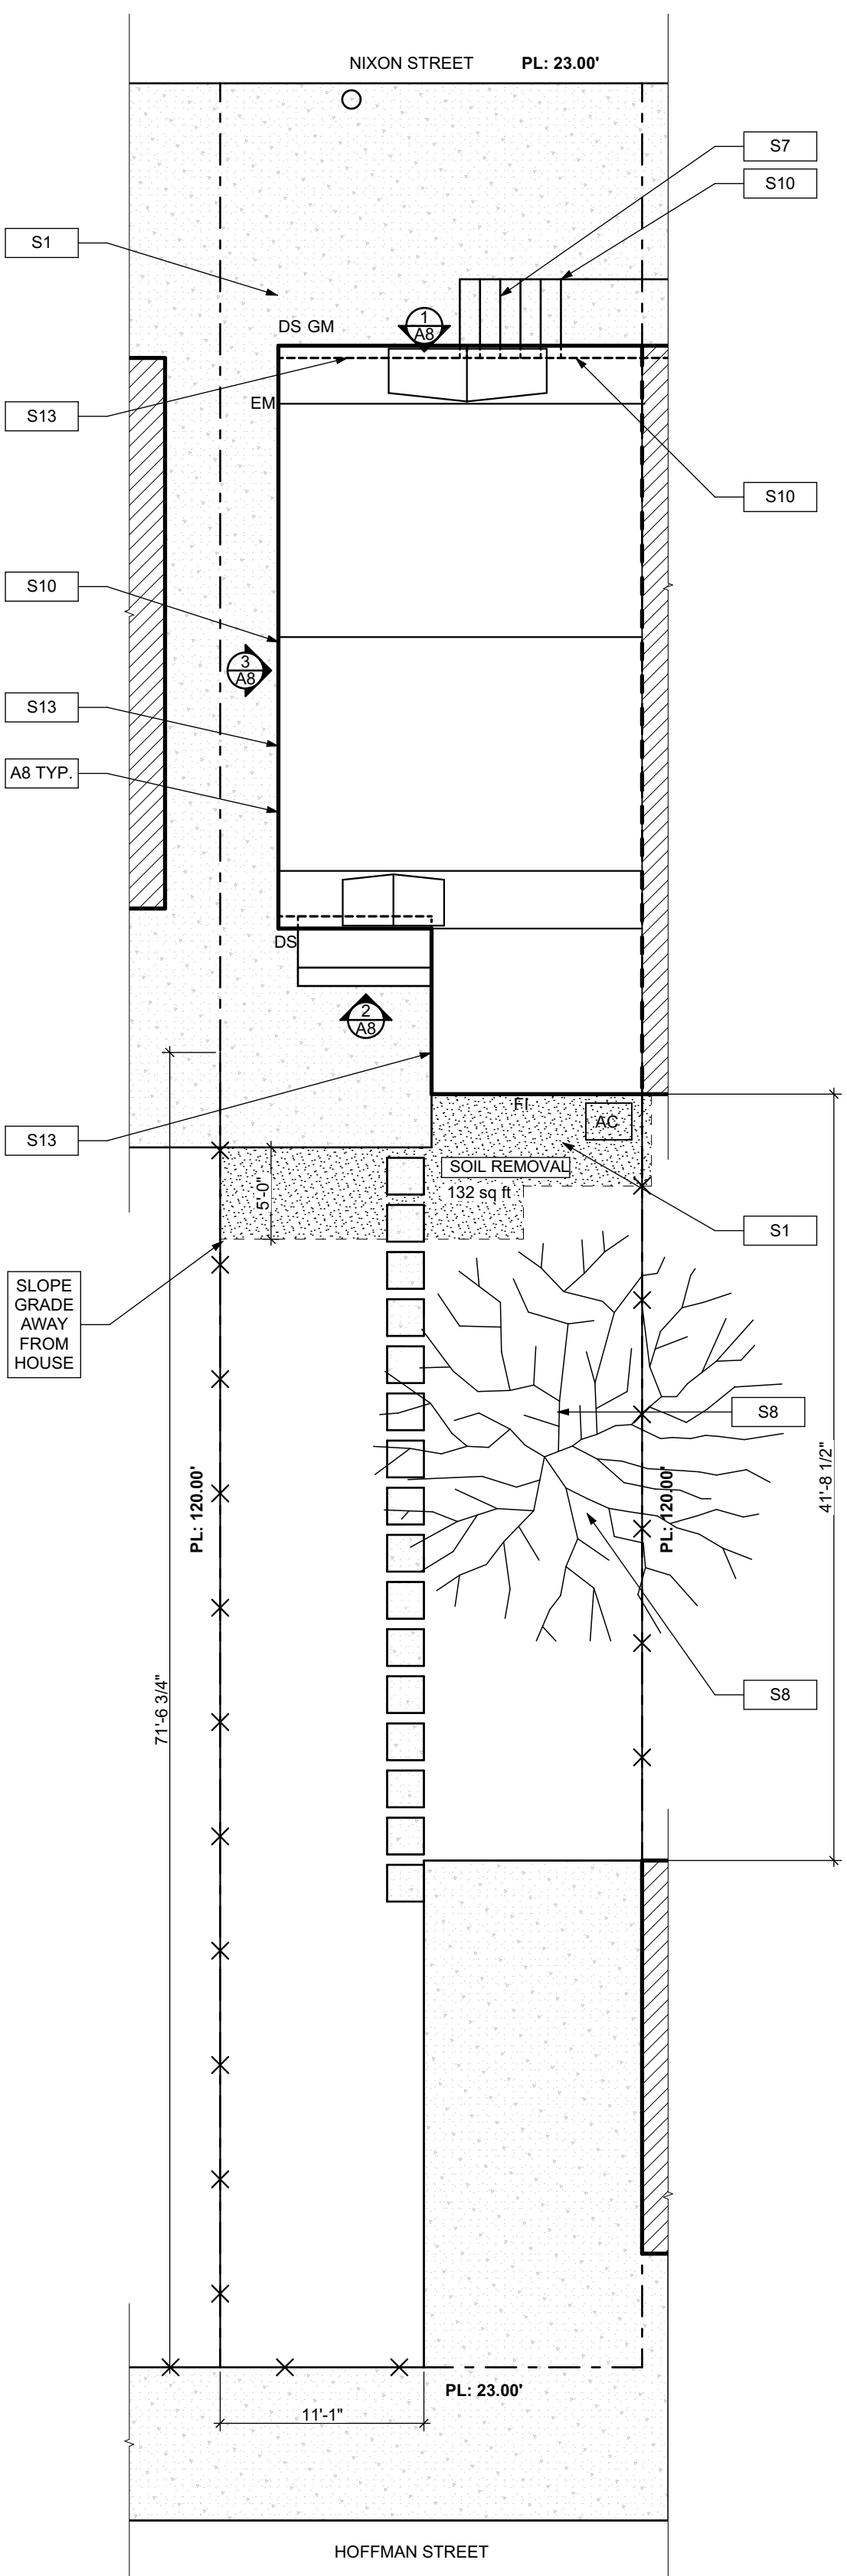 NIXON STREET PL: 23.00'
S7
S10
S1
DS GM
1
A8
S13
EM
S10
S10
3
A8
S13
A8 TYP.
DS
2
A8
S13
FI
AC
SOIL REMOVAL
132 sq ft
5'-0"
S1
SLOPE
GRADE
AWAY
FROM
HOUSE
S8
PL: 120.00'
PL: 120.00'
41'-8 1/2"
71'-6 3/4"
S8
PL: 23.00'
11'-1"
HOFFMAN STREET